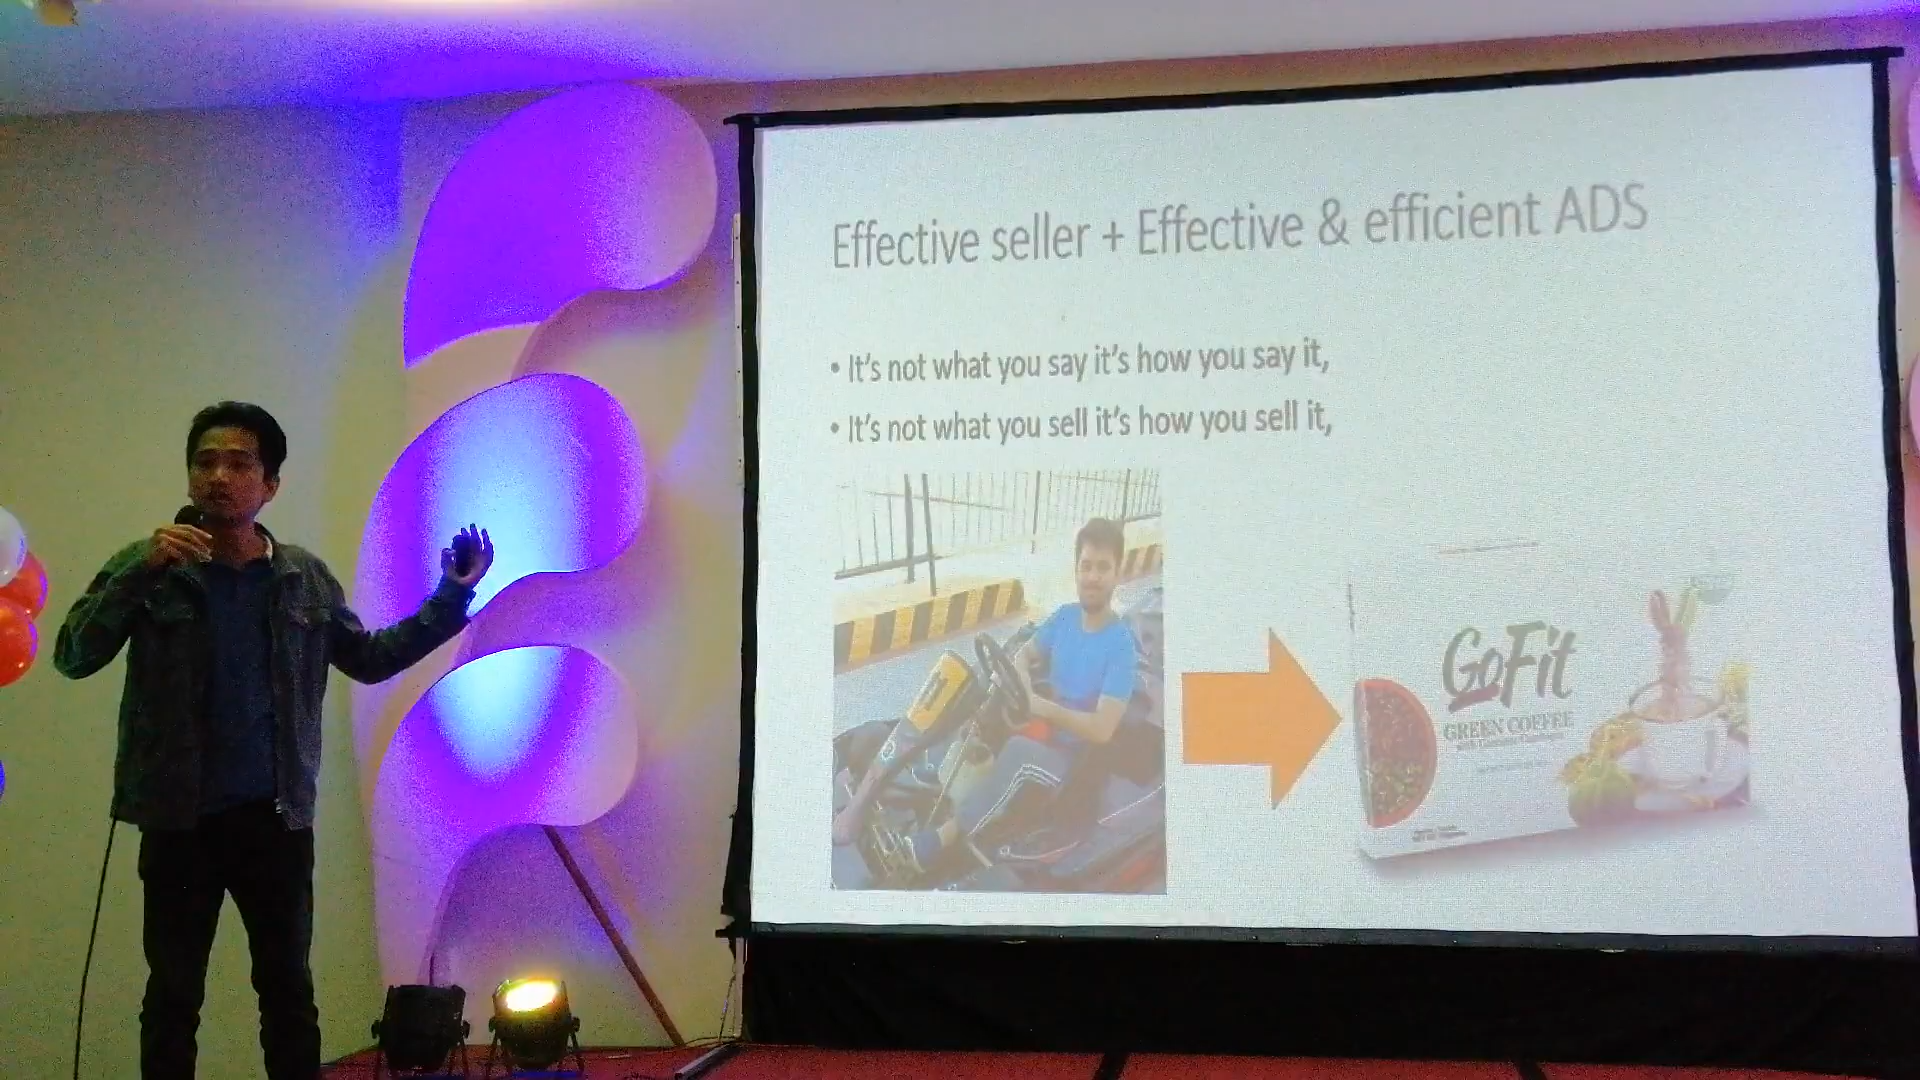 Effective seller + Effective & efficient ADS
• It's not what you say it's how you say it,
• It's not what you sell it's how you sell it,
GoFit
GREEN COFFEE